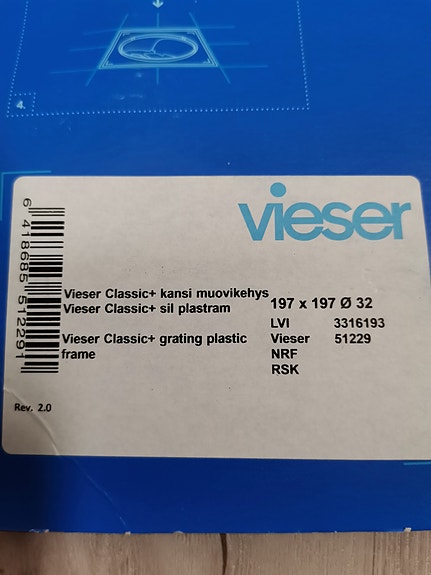 4.
vieser
6 418685 512291
Vieser Classic+ kansi muovikehys
Vieser Classic+ sil plastram
Vieser Classic+ grating plastic
frame
197 x 197 Ø 32
LVI 3316193
Vieser 51229
NRF
RSK
Rev. 2.0